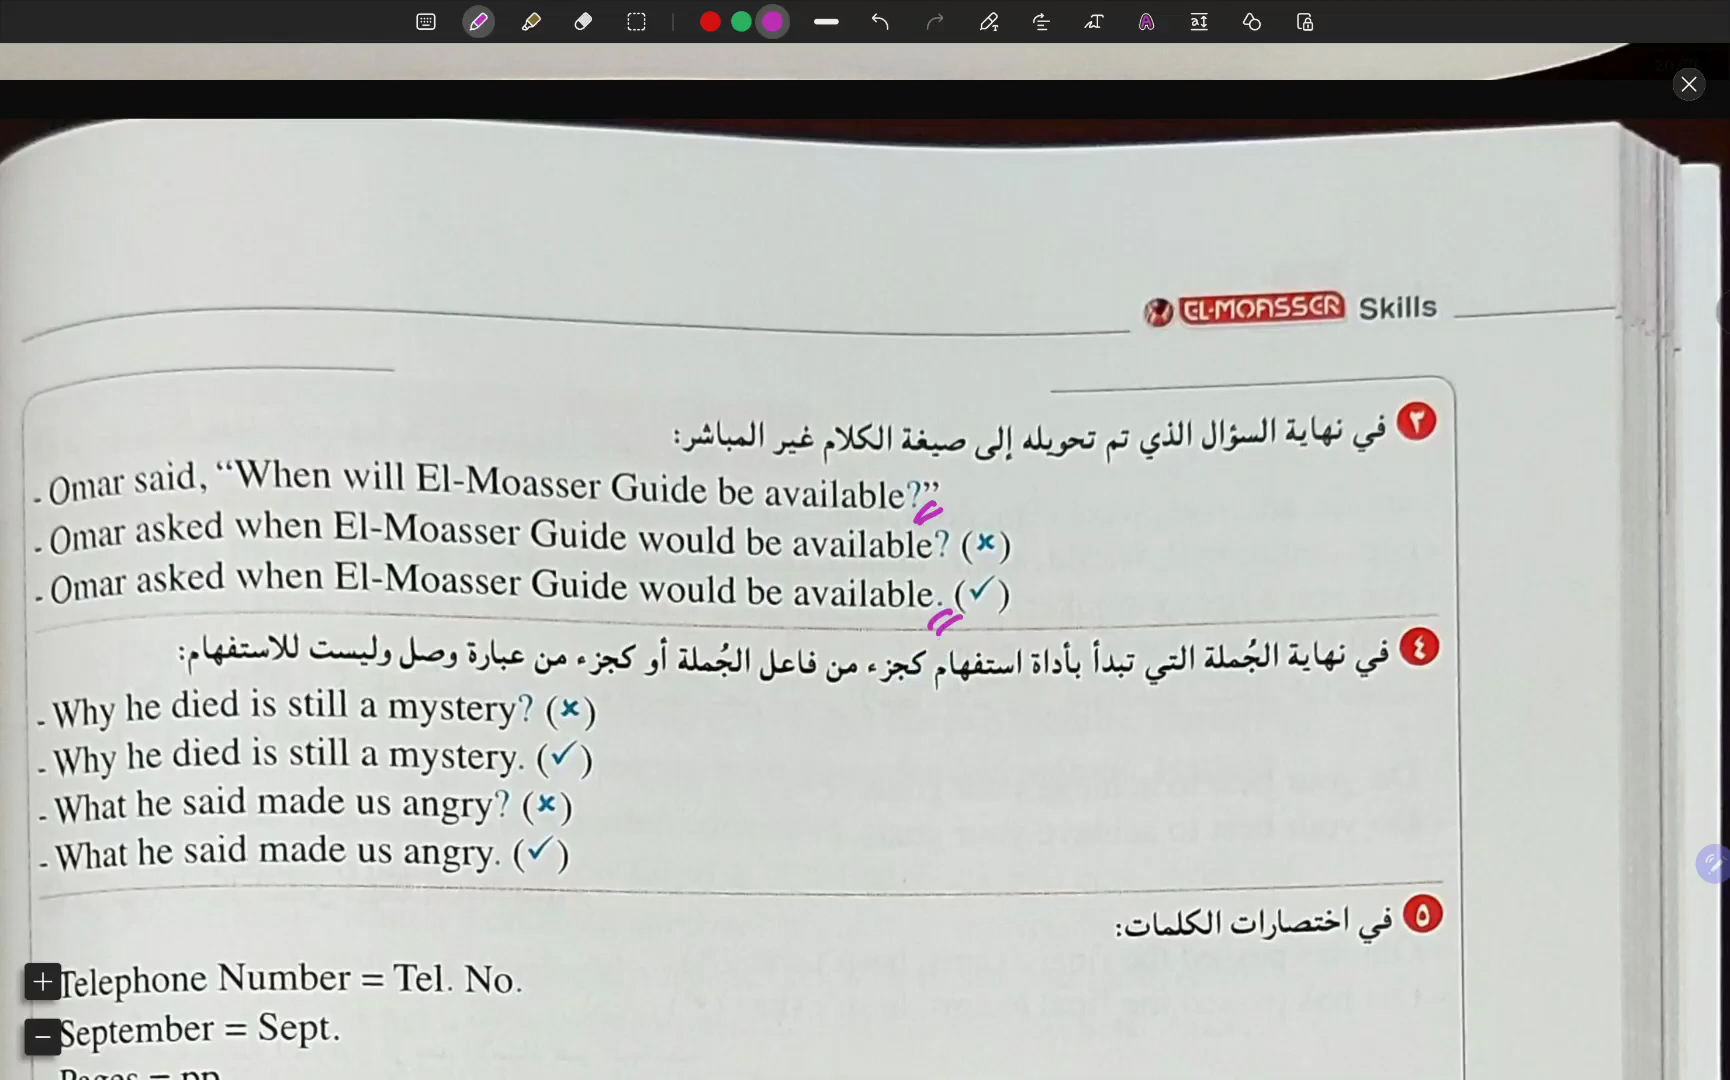 EL-MOASSER Skills
٣ في نهاية السؤال الذي تم تحويله إلى صيغة الكلام غير المباشر:
- Omar said, “When will El-Moasser Guide be available?”
- Omar asked when El-Moasser Guide would be available? (×)
- Omar asked when El-Moasser Guide would be available. (✓)
٤ في نهاية الجُملة التي تبدأ بأداة استفهام كجزء من فاعل الجُملة أو كجزء من عبارة وصل وليست للاستفهام:
- Why he died is still a mystery? (×)
- Why he died is still a mystery. (✓)
- What he said made us angry? (×)
- What he said made us angry. (✓)
٥ في اختصارات الكلمات:
Telephone Number = Tel. No.
September = Sept.
Pages = pp